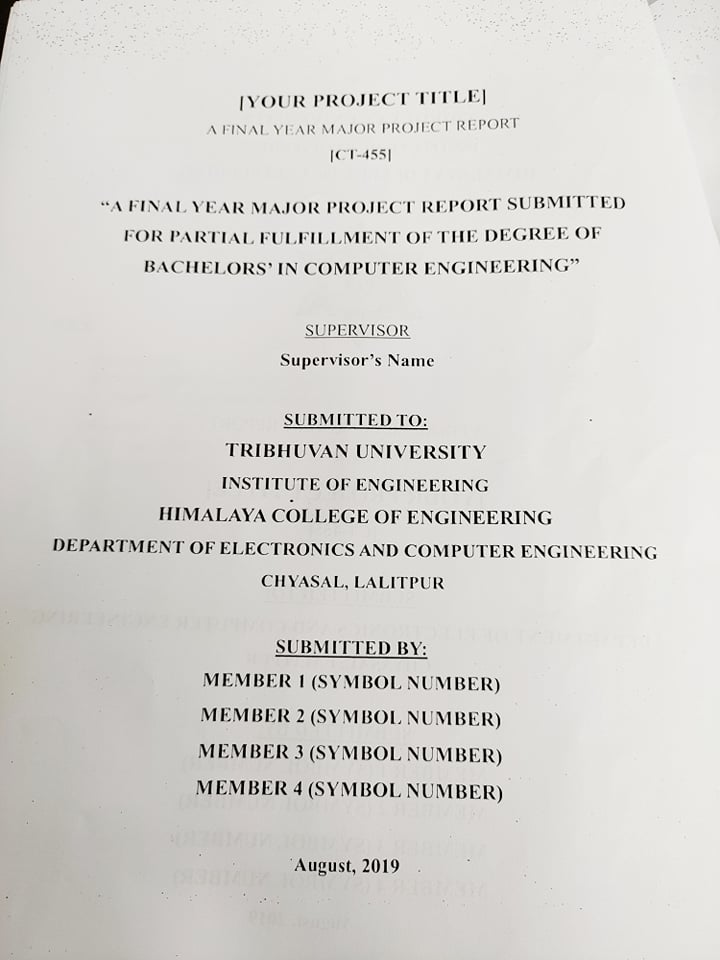 [YOUR PROJECT TITLE]
A FINAL YEAR MAJOR PROJECT REPORT
[CT-455]
“A FINAL YEAR MAJOR PROJECT REPORT SUBMITTED
FOR PARTIAL FULFILLMENT OF THE DEGREE OF
BACHELORS’ IN COMPUTER ENGINEERING”
SUPERVISOR
Supervisor’s Name
SUBMITTED TO:
TRIBHUVAN UNIVERSITY
INSTITUTE OF ENGINEERING
HIMALAYA COLLEGE OF ENGINEERING
DEPARTMENT OF ELECTRONICS AND COMPUTER ENGINEERING
CHYASAL, LALITPUR
SUBMITTED BY:
MEMBER 1 (SYMBOL NUMBER)
MEMBER 2 (SYMBOL NUMBER)
MEMBER 3 (SYMBOL NUMBER)
MEMBER 4 (SYMBOL NUMBER)
August, 2019